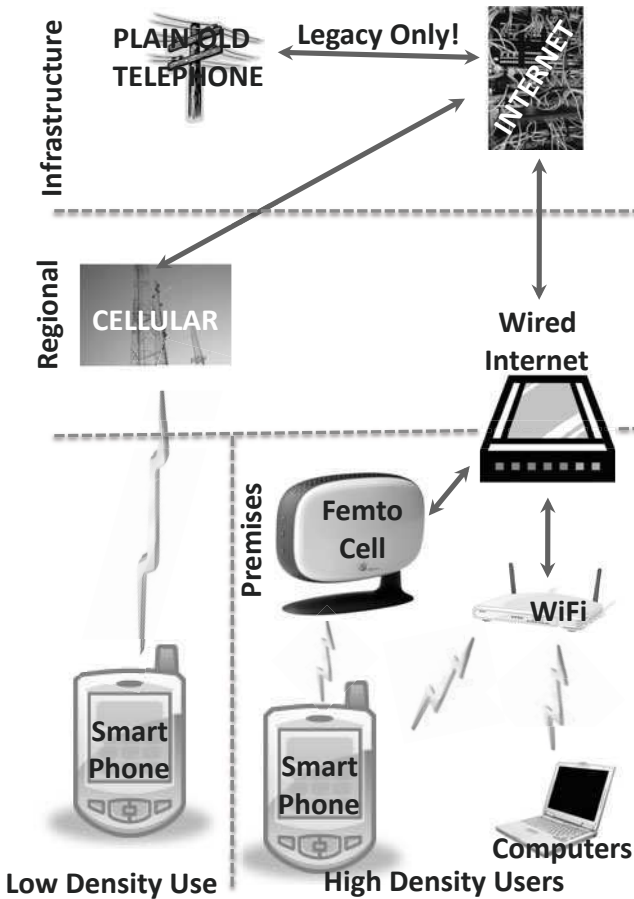 Infrastructure
PLAIN OLD
TELEPHONE
Legacy Only!
INTERNET
Regional
CELLULAR
Wired
Internet
Premises
Femto
Cell
WiFi
Smart
Phone
Smart
Phone
Computers
Low Density Use
High Density Users